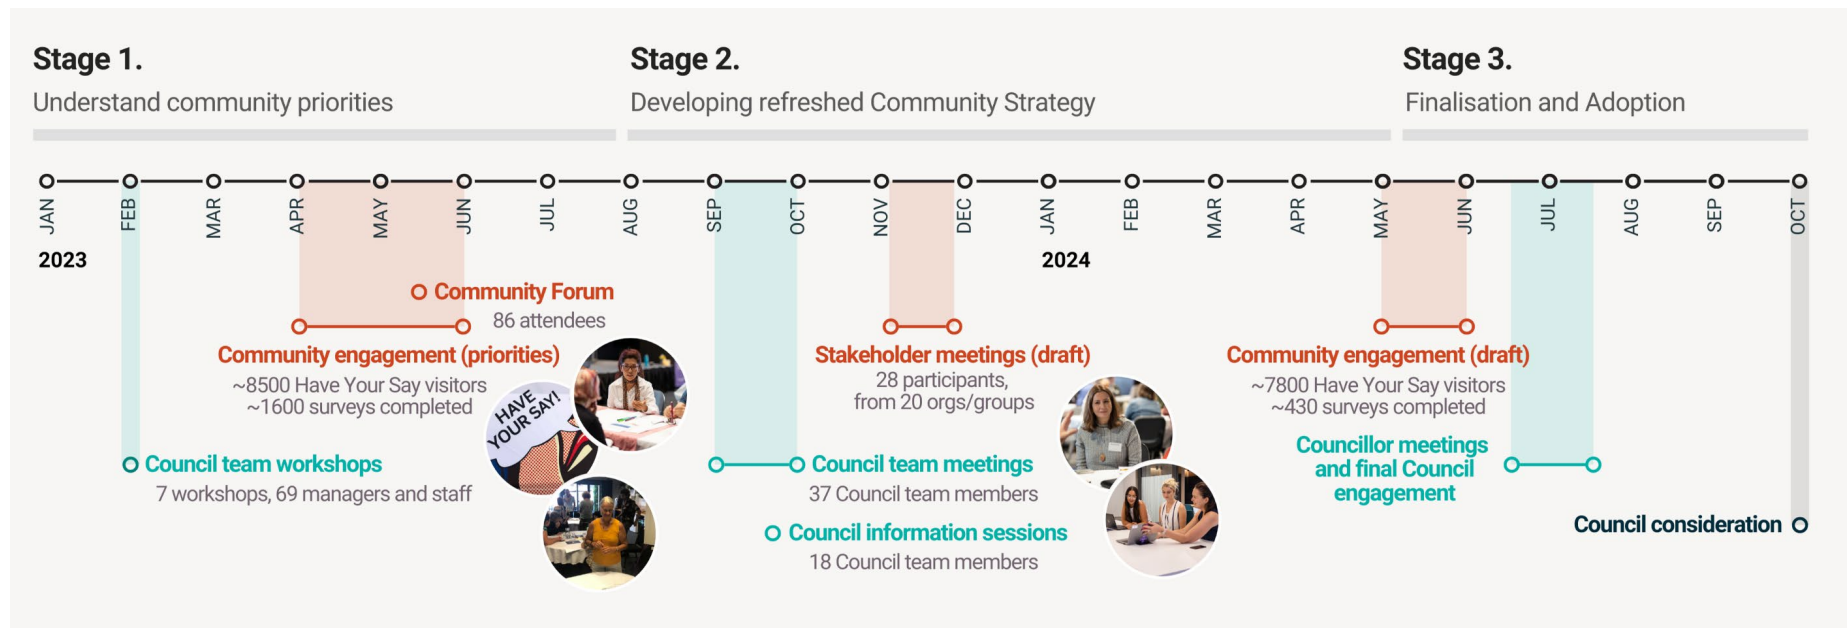 Stage 1.
Understand community priorities
Stage 2.
Developing refreshed Community Strategy
Stage 3.
Finalisation and Adoption
JAN
FEB
MAR
APR
MAY
JUN
JUL
AUG
SEP
OCT
NOV
DEC
JAN
FEB
MAR
APR
MAY
JUN
JUL
AUG
SEP
OCT
2023
2024
Community Forum
86 attendees
Community engagement (priorities)
~8500 Have Your Say visitors
~1600 surveys completed
HAVE
YOUR SAY!
Council team workshops
7 workshops, 69 managers and staff
Stakeholder meetings (draft)
28 participants,
from 20 orgs/groups
Council team meetings
37 Council team members
Council information sessions
18 Council team members
Community engagement (draft)
~7800 Have Your Say visitors
~430 surveys completed
Councillor meetings
and final Council
engagement
Council consideration